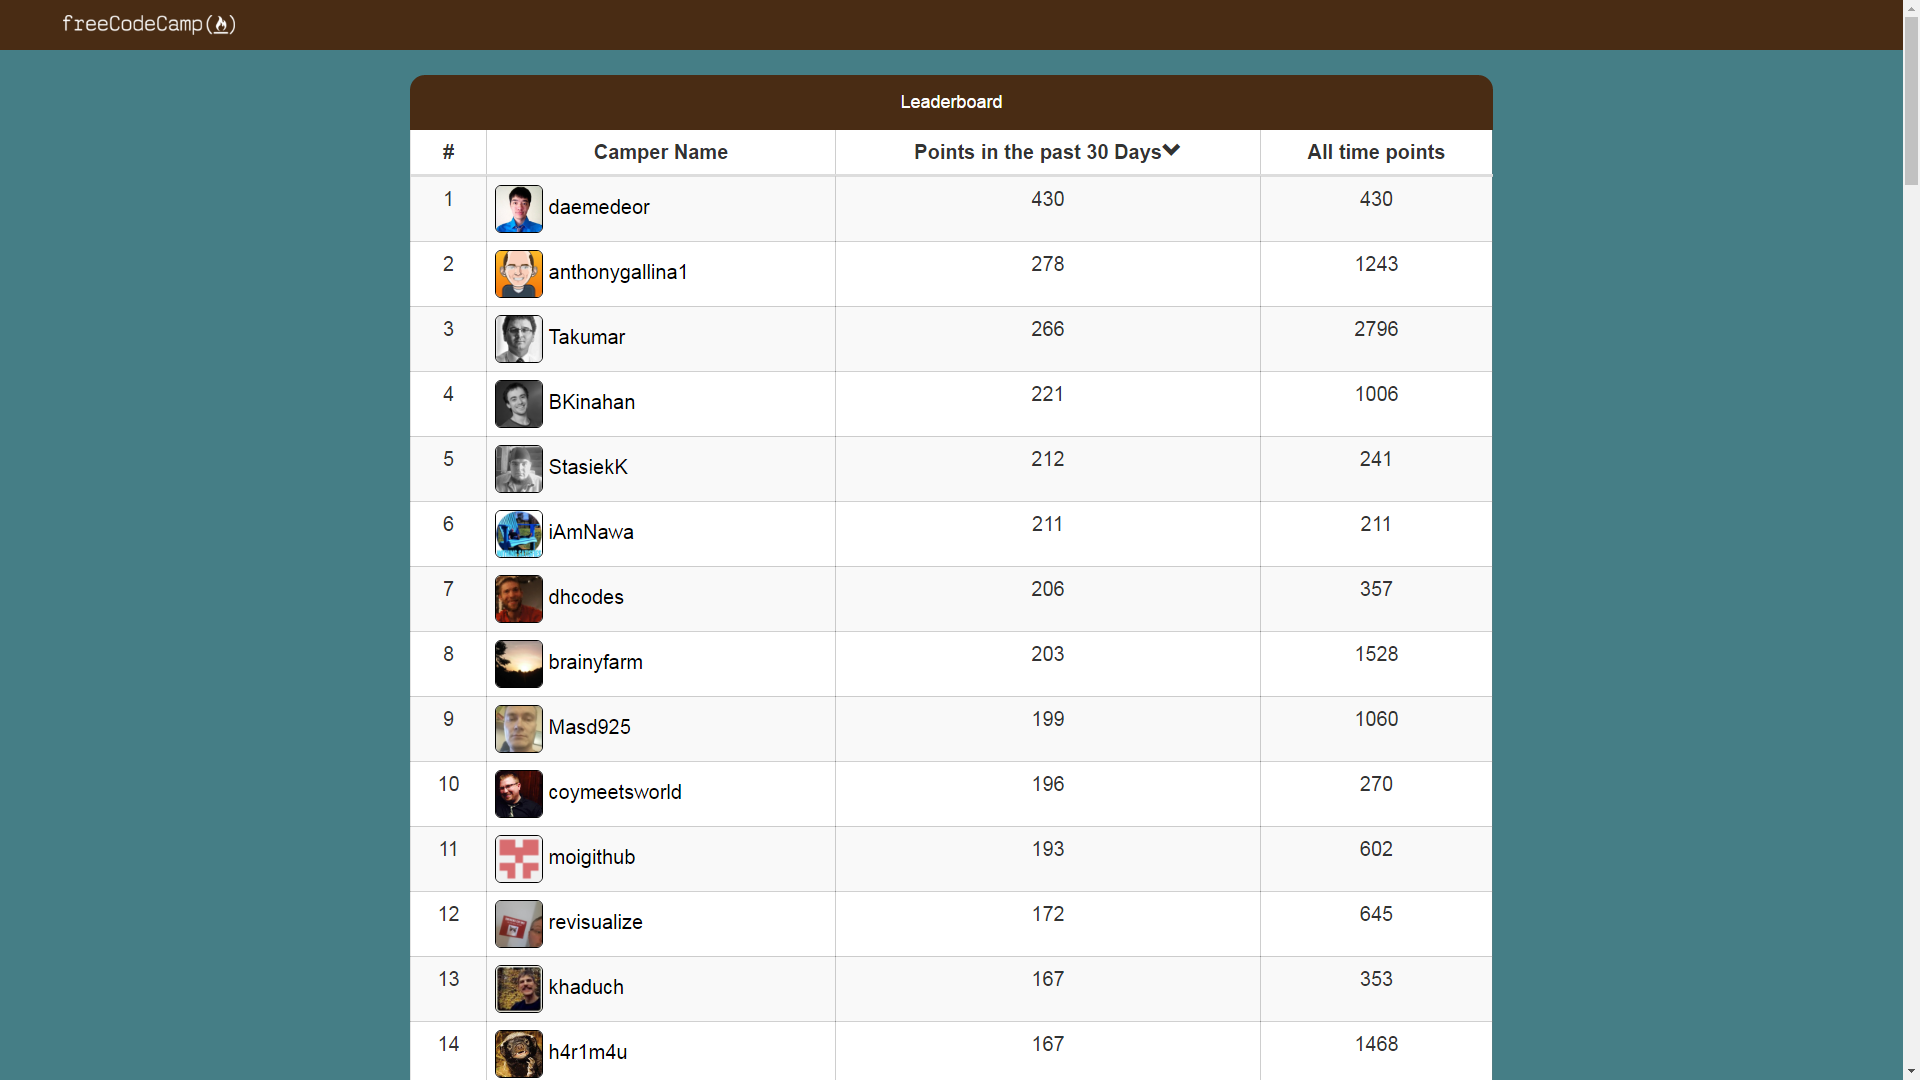 freeCodeCamp(🔥)
Leaderboard
# Camper Name Points in the past 30 Days All time points
1 daemedeor 430 430
2 anthonygallina1 278 1243
3 Takumar 266 2796
4 BKinahan 221 1006
5 StasiekK 212 241
6 iAmNawa 211 211
7 dhcodes 206 357
8 brainyfarm 203 1528
9 Masd925 199 1060
10 coymeetsworld 196 270
11 moigithub 193 602
12 revisualize 172 645
13 khaduch 167 353
14 h4r1m4u 167 1468